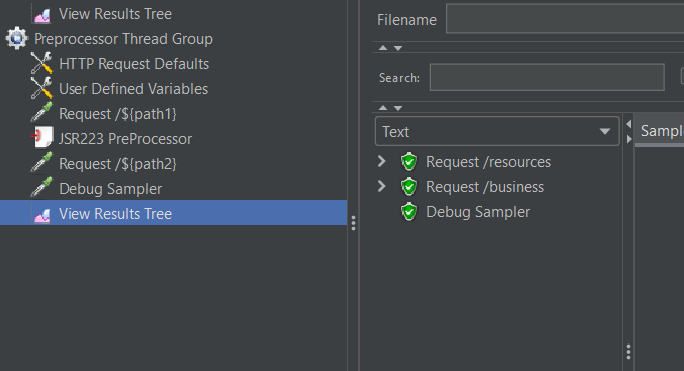 View Results Tree
Preprocessor Thread Group
HTTP Request Defaults
User Defined Variables
Request /${path1}
JSR223 PreProcessor
Request /${path2}
Debug Sampler
View Results Tree
Filename
Search:
Text
Request /resources
Request /business
Debug Sampler